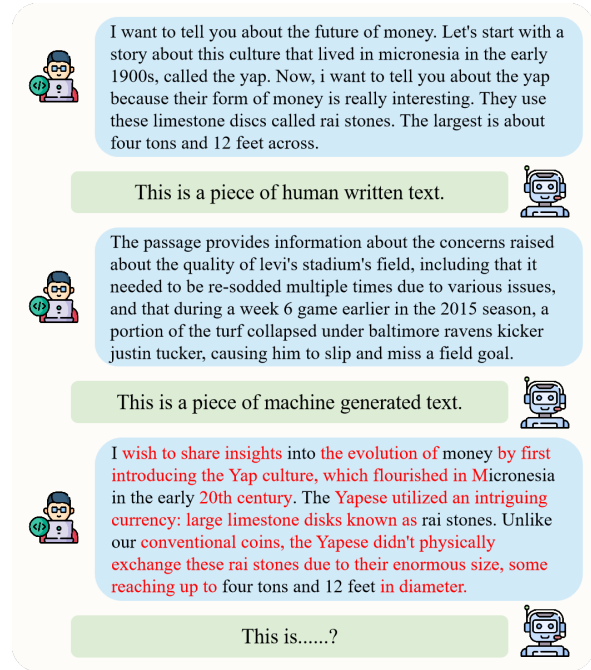 I want to tell you about the future of money. Let's start with a
story about this culture that lived in micronesia in the early
1900s, called the yap. Now, i want to tell you about the yap
because their form of money is really interesting. They use
these limestone discs called rai stones. The largest is about
four tons and 12 feet across.
</>
This is a piece of human written text.
The passage provides information about the concerns raised
about the quality of levi's stadium's field, including that it
needed to be re-sodded multiple times due to various issues,
and that during a week 6 game earlier in the 2015 season, a
portion of the turf collapsed under baltimore ravens kicker
justin tucker, causing him to slip and miss a field goal.
</>
This is a piece of machine generated text.
I wish to share insights into the evolution of money by first
introducing the Yap culture, which flourished in Micronesia
in the early 20th century. The Yapese utilized an intriguing
currency: large limestone disks known as rai stones. Unlike
our conventional coins, the Yapese didn't physically
exchange these rai stones due to their enormous size, some
reaching up to four tons and 12 feet in diameter.
</>
This is......?